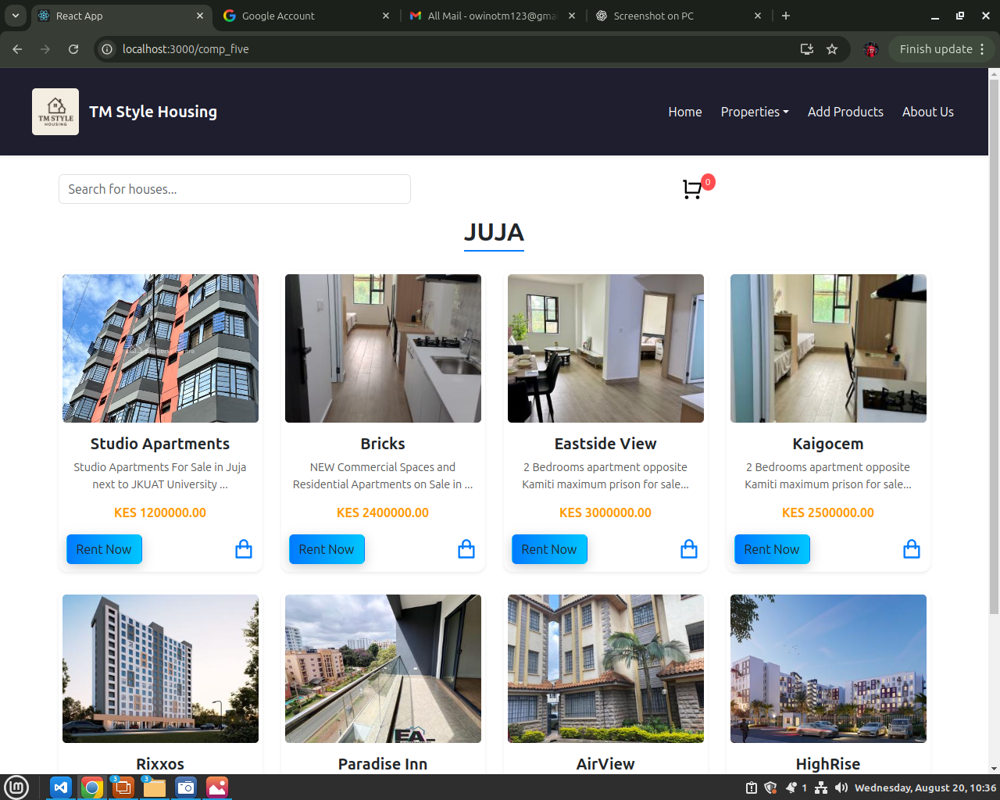 React App
Google Account
All Mail - owinotm123@gma
Screenshot on PC
localhost:3000/comp_five
Finish update
TM STYLE
HOUSING
TM Style Housing
Home
Properties
Add Products
About Us
Search for houses...
0
JUJA
Studio Apartments
Studio Apartments For Sale in Juja
next to JKUAT University ...
KES 1200000.00
Rent Now
Bricks
NEW Commercial Spaces and
Residential Apartments on Sale in ...
KES 2400000.00
Rent Now
Eastside View
2 Bedrooms apartment opposite
Kamiti maximum prison for sale...
KES 3000000.00
Rent Now
Kaigocem
2 Bedrooms apartment opposite
Kamiti maximum prison for sale...
KES 2500000.00
Rent Now
EA
Rixxos
Paradise Inn
AirView
HighRise
3
3
1
Wednesday, August 20, 10:36